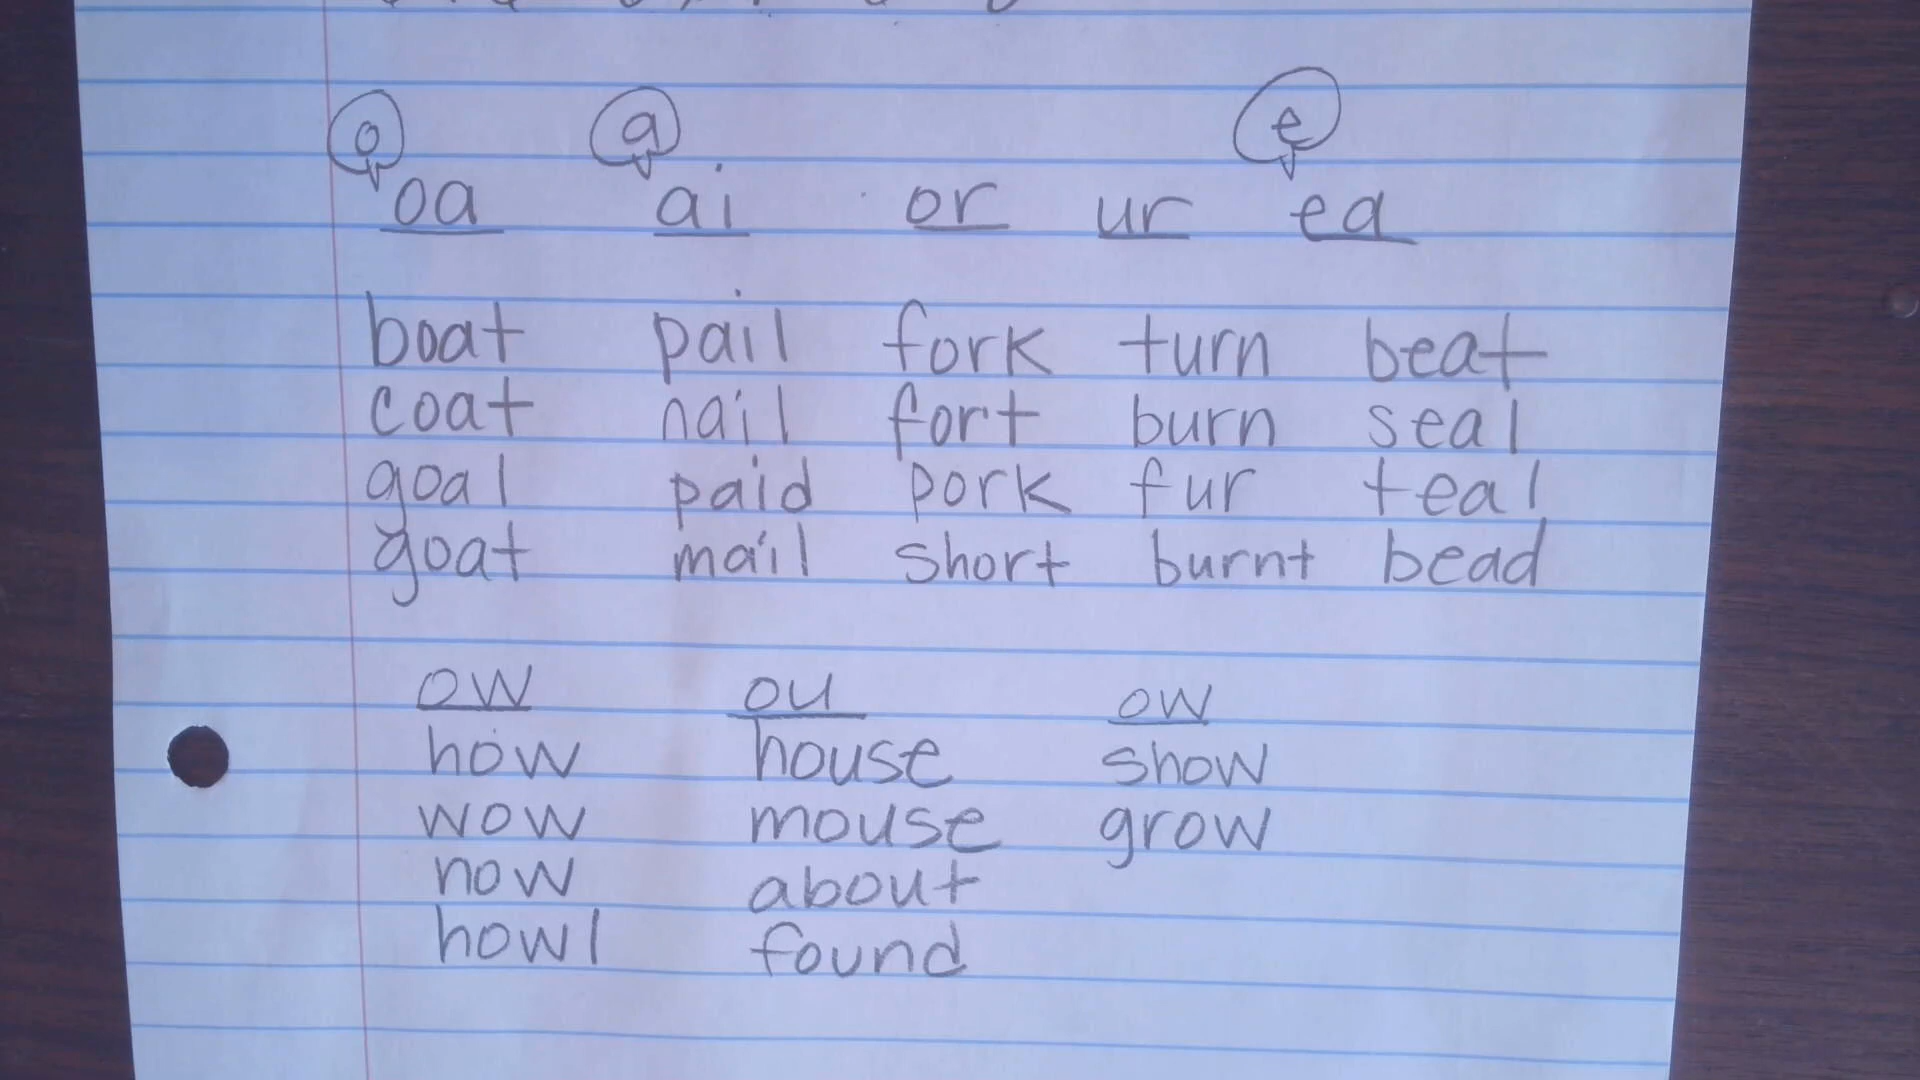 o a e
oa ai or ur ea
boat pail fork turn beat
coat nail fort burn seal
goal paid pork fur teal
goat mail short burnt bead
ow ou ow
how house show
wow mouse grow
now about
howl found